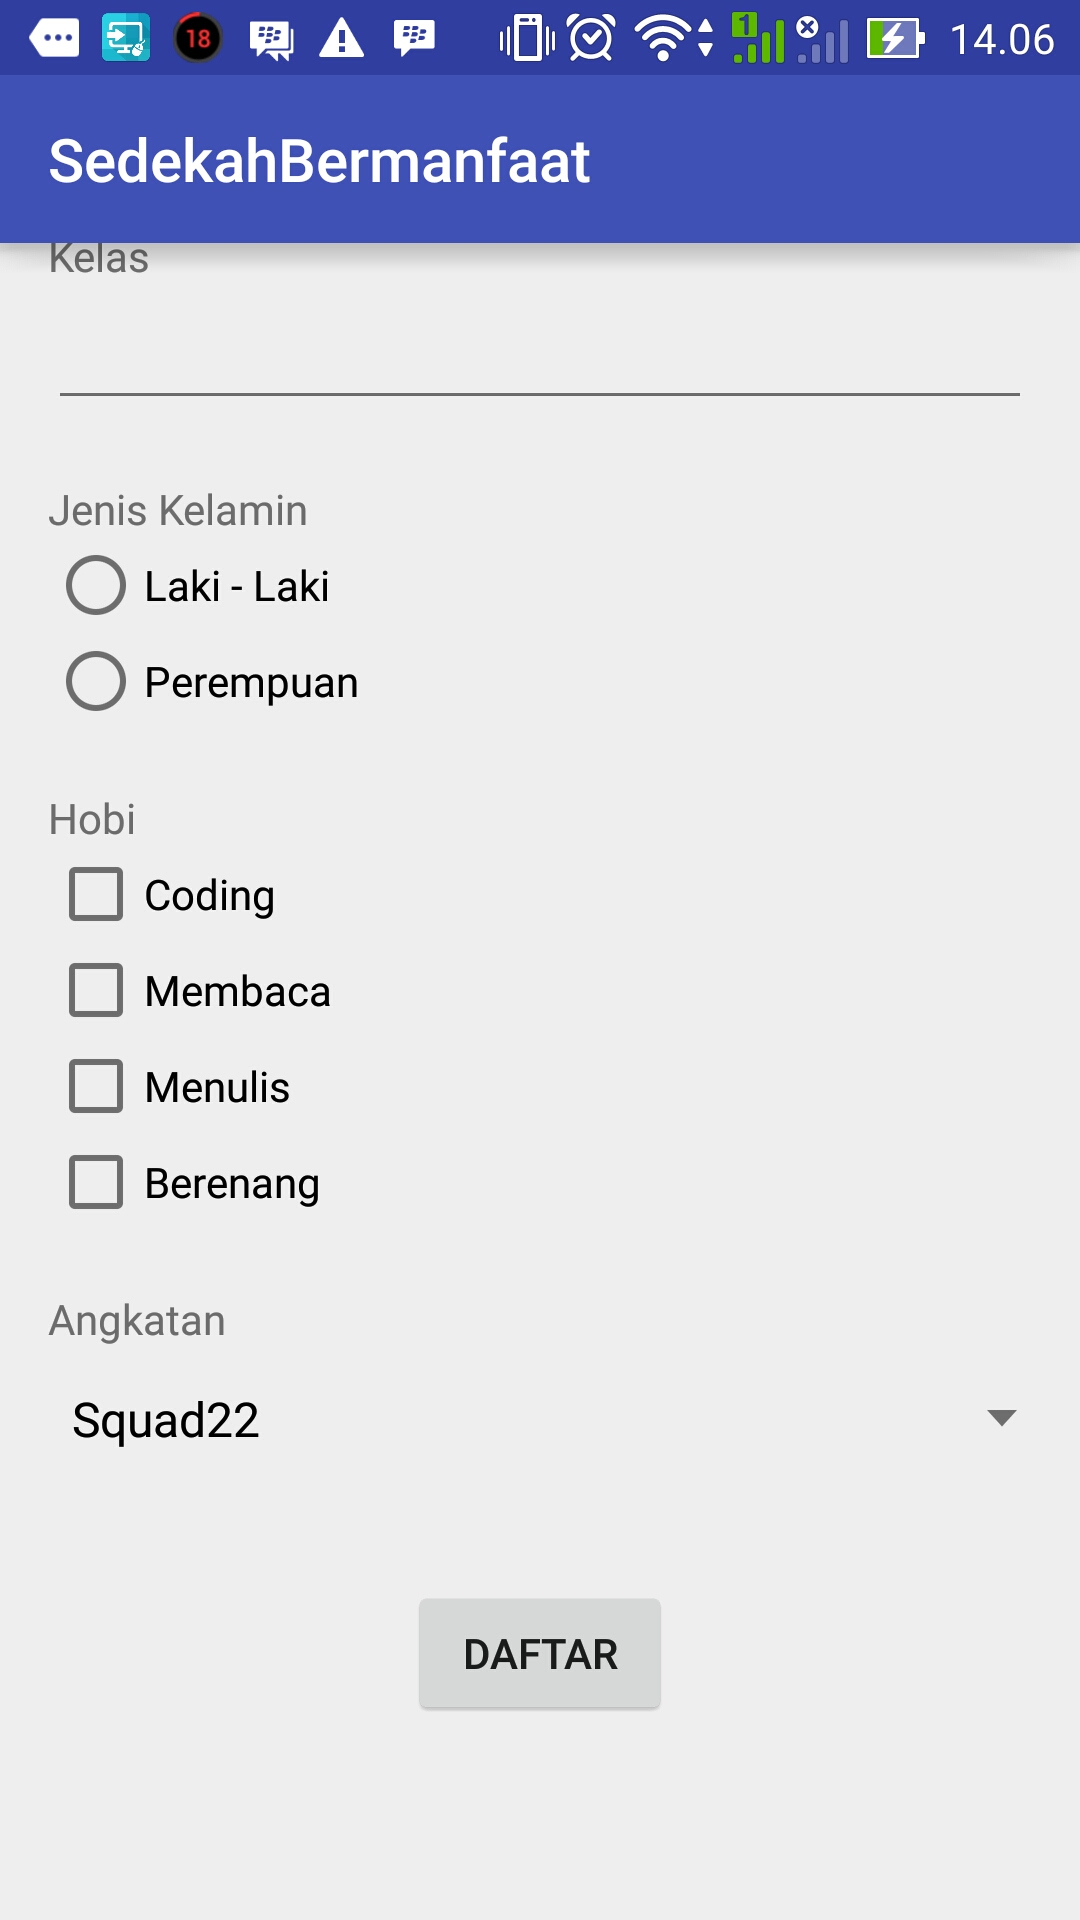 18
1
14.06
SedekahBermanfaat
Kelas
Jenis Kelamin
Laki - Laki
Perempuan
Hobi
Coding
Membaca
Menulis
Berenang
Angkatan
Squad22
DAFTAR